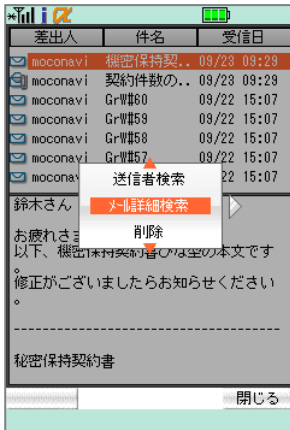 差出人 件名 受信日
moconavi 機密保持契.. 09/23 09:29
moconavi 契約件数の.. 09/23 09:29
moconavi GrW#60 09/22 15:07
moconavi GrW#59 09/22 15:07
moconavi GrW#58 09/22 15:07
moconavi GrW#57 09/22 15:07
moconav 22 15:07
送信者検索
メール詳細検索
削除
鈴木さん
お疲れさま
以下、機密保持契約書ひな型の本文です
。
修正がございましたらお知らせください
。
----------------------------------
秘密保持契約書
閉じる